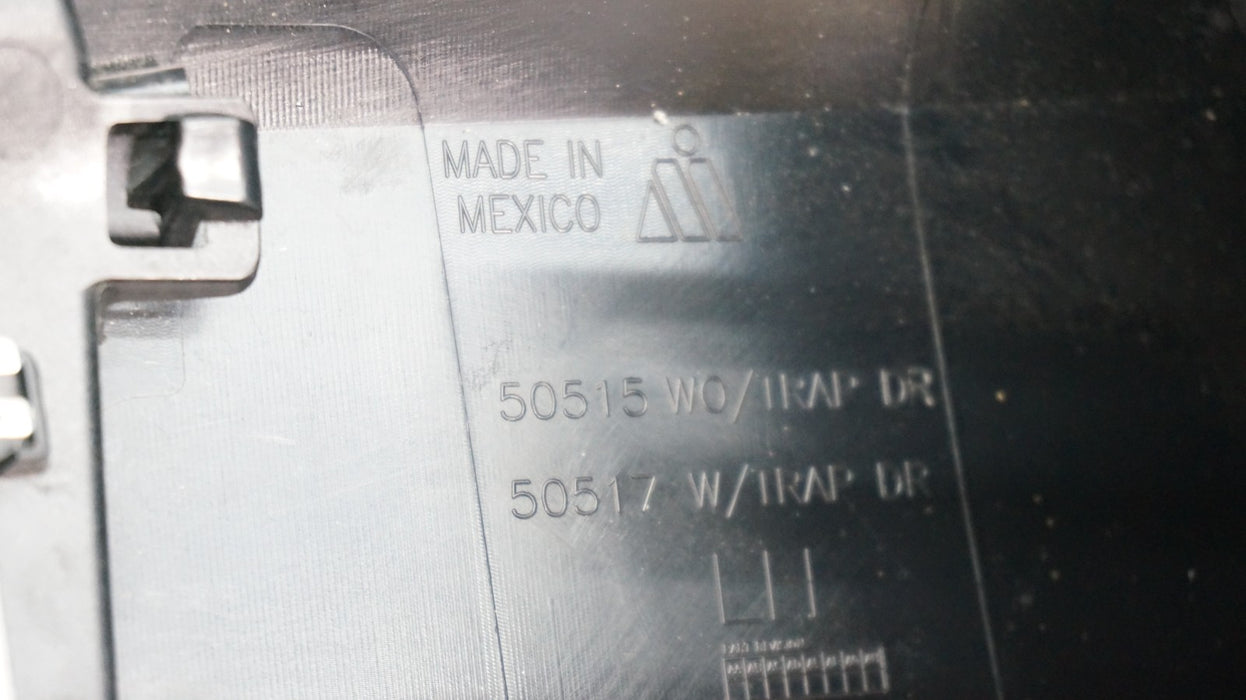 MADE IN
MEXICO
50515 WO/TRAP DR
50517 W/TRAP DR